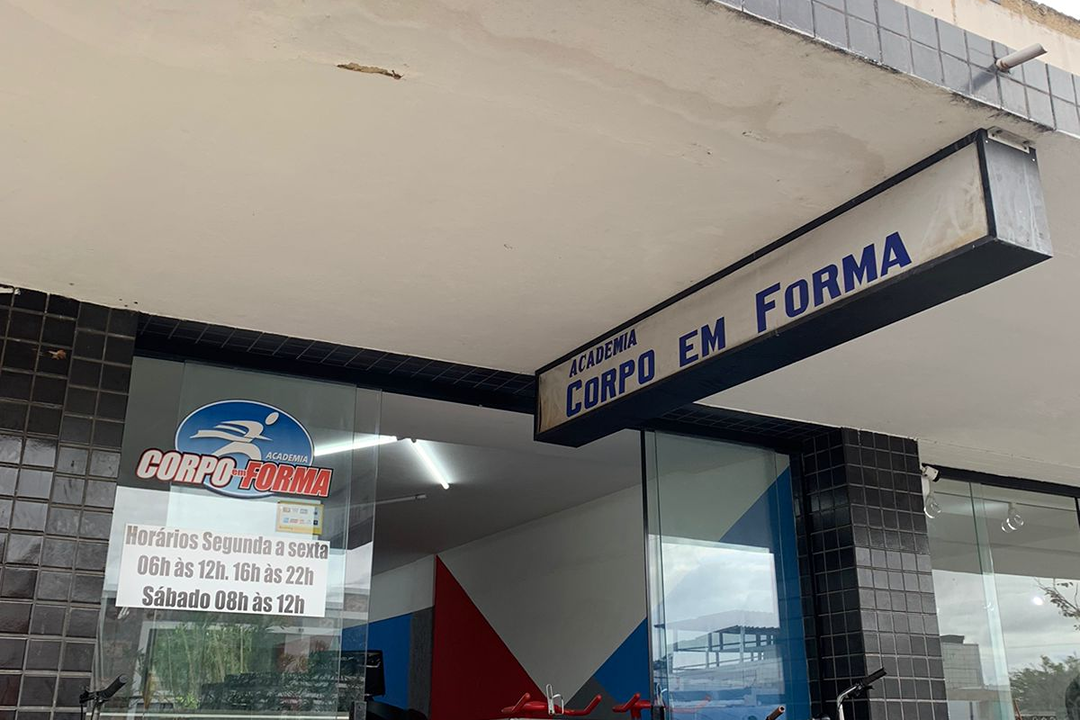 ACADEMIA
CORPO EM FORMA
ACADEMIA
CORPO em FORMA
Horários Segunda a sexta
06h às 12h. 16h às 22h
Sábado 08h às 12h